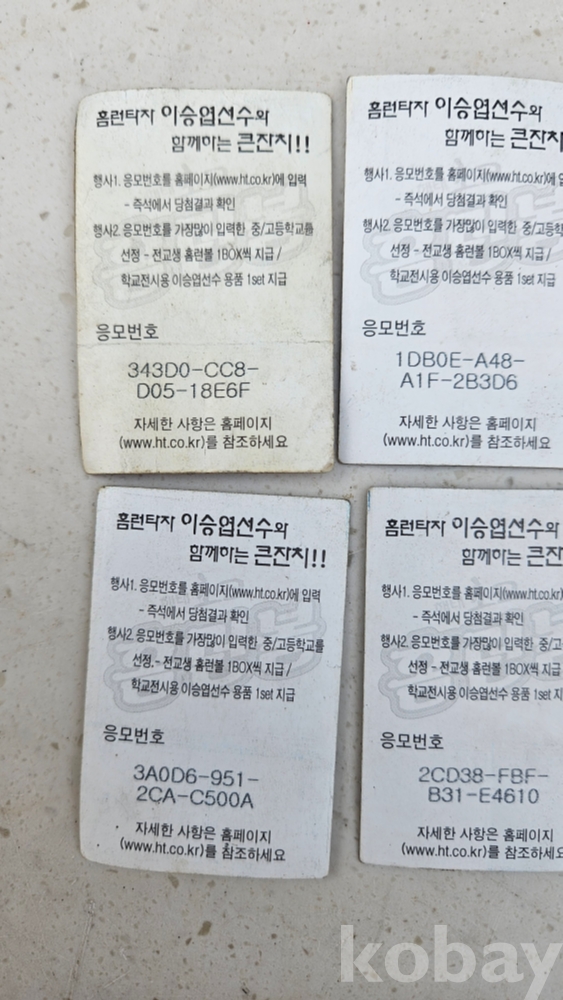 홈런타자 이승엽선수와
함께하는 큰잔치!!
행사1. 응모번호를 홈페이지(www.ht.co.kr)에 입력
- 즉석에서 당첨결과 확인
행사2. 응모번호를 가장많이 입력한 중/고등학교를
선정 - 전교생 홈런볼 1BOX씩 지급 /
학교전시용 이승엽선수 용품 1set 지급
응모번호
343D0-CC8-
D05-18E6F
자세한 사항은 홈페이지
(www.ht.co.kr)를 참조하세요
홈런타자 이승엽선수와
함께하는 큰잔치
행사1. 응모번호를 홈페이지(www.ht.co.kr)에
- 즉석에서 당첨결과 확인
행사2. 응모번호를 가장많이 입력한 중/고등학
선정 - 전교생 홈런볼 1BOX씩 지급 /
학교전시용 이승엽선수 용품 1set 지급
응모번호
1DB0E-A48-
A1F-2B3D6
자세한 사항은 홈페이지
(www.ht.co.kr)를 참조하세요
홈런타자 이승엽선수와
함께하는 큰잔치!!
행사1. 응모번호를 홈페이지(www.ht.co.kr)에 입력
- 즉석에서 당첨결과 확인
행사2. 응모번호를 가장많이 입력한 중/고등학교를
선정 - 전교생 홈런볼 1BOX씩 지급 /
학교전시용 이승엽선수 용품 1set 지급
응모번호
3A0D6-951-
2CA-C500A
자세한 사항은 홈페이지
(www.ht.co.kr)를 참조하세요
홈런타자 이승엽선수와
함께하는 큰잔
행사1. 응모번호를 홈페이지(www.ht.co.kr)
- 즉석에서 당첨결과 확인
행사2. 응모번호를 가장많이 입력한 중/고
선정 - 전교생 홈런볼 1BOX씩 지급
학교전시용 이승엽선수 용품 1set 지
응모번호
2CD38-FBF-
B31-E4610
자세한 사항은 홈페이지
(www.ht.co.kr)를 참조하세요
kobay